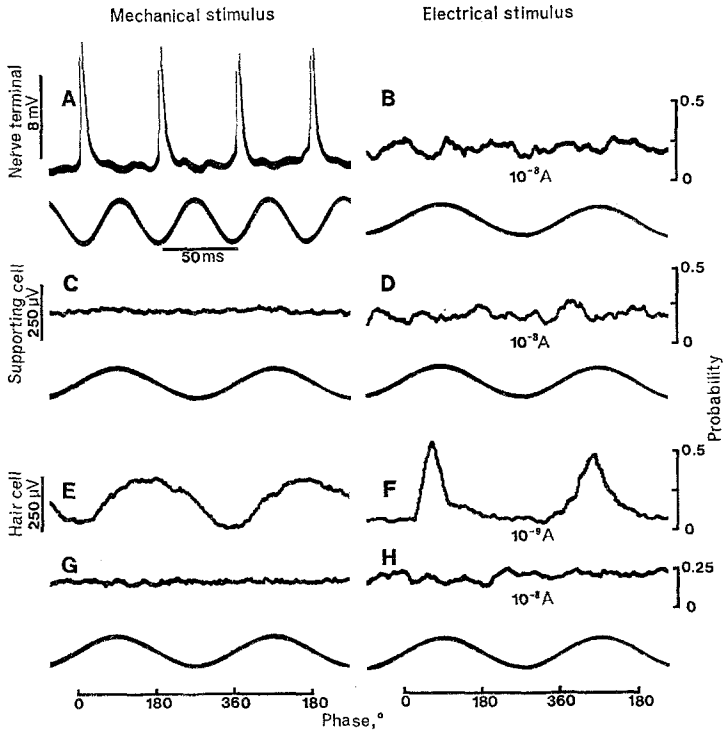 Mechanical stimulus
Electrical stimulus
Nerve terminal
8 mV
A
50 ms
B
10⁻⁸A
0.5
0
Supporting cell
250 µV
C
D
10⁻⁸A
0.5
0
Probability
Hair cell
250 µV
E
F
10⁻⁹A
0.5
0
G
H
10⁻⁸A
0.25
0
0 180 360 180
0 180 360 180
Phase,°